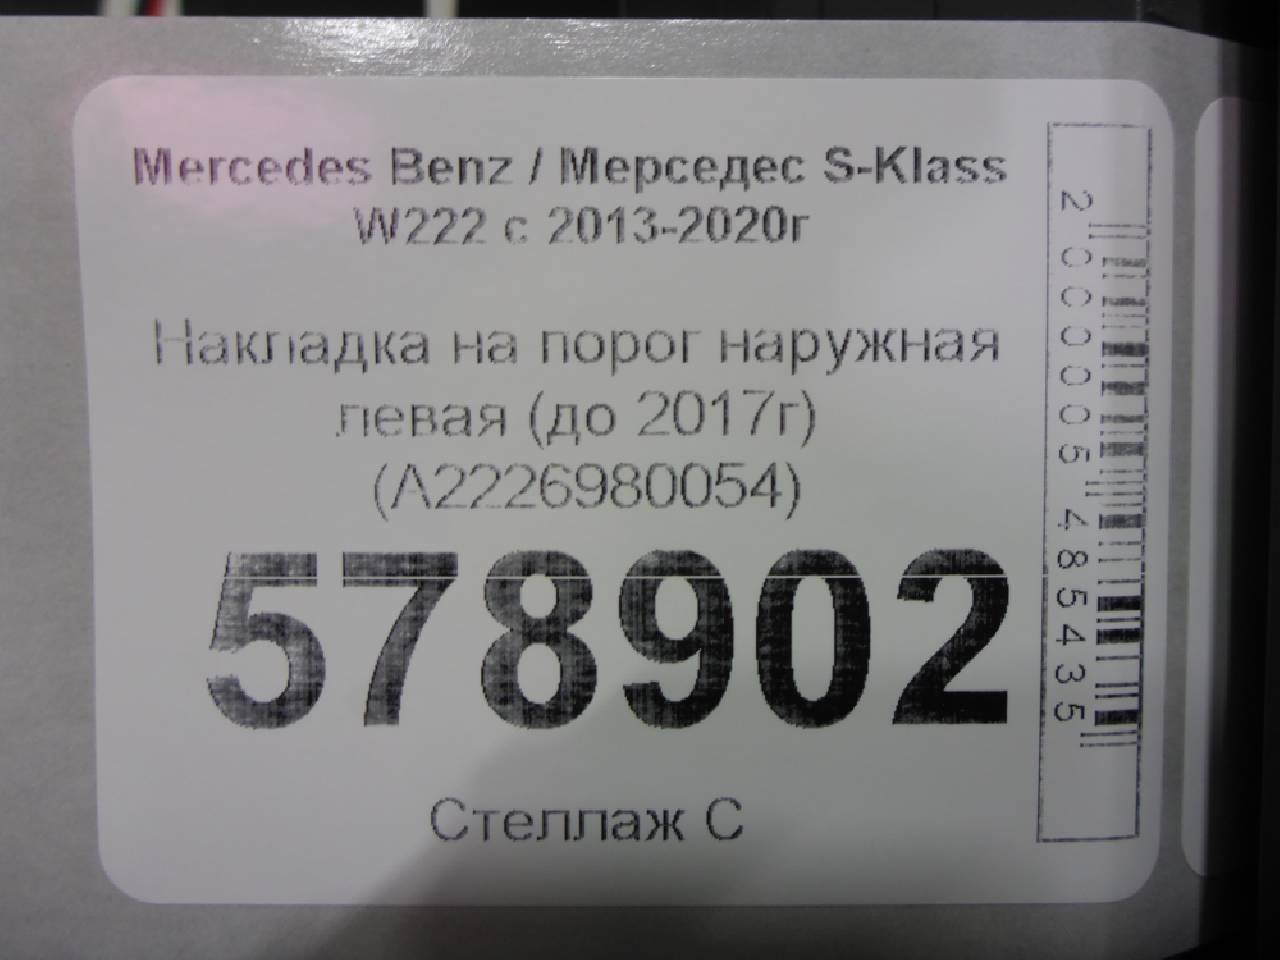 Mercedes Benz / Мерседес S-Klass
W222 с 2013-2020г
Накладка на порог наружная
левая (до 2017г)
(A2226980054)
578902
Стеллаж С
2000005485435